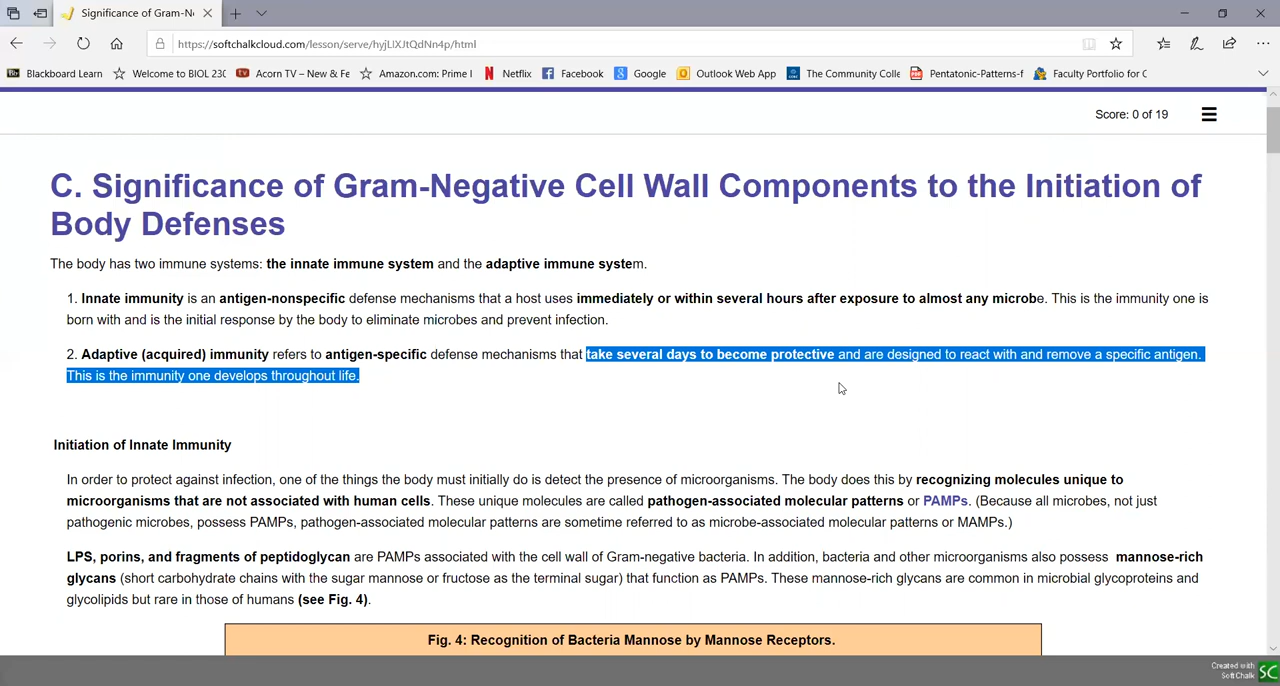 Significance of Gram-N
https://softchalkcloud.com/lesson/serve/hyjLlXJtQdNn4p/html
Blackboard Learn Welcome to BIOL 230 Acorn TV – New & Fe Amazon.com: Prime I Netflix Facebook Google Outlook Web App The Community Colle Pentatonic-Patterns-f Faculty Portfolio for C
Score: 0 of 19
C. Significance of Gram-Negative Cell Wall Components to the Initiation of
Body Defenses
The body has two immune systems: the innate immune system and the adaptive immune system.
1. Innate immunity is an antigen-nonspecific defense mechanisms that a host uses immediately or within several hours after exposure to almost any microbe. This is the immunity one is
born with and is the initial response by the body to eliminate microbes and prevent infection.
2. Adaptive (acquired) immunity refers to antigen-specific defense mechanisms that take several days to become protective and are designed to react with and remove a specific antigen.
This is the immunity one develops throughout life.
Initiation of Innate Immunity
In order to protect against infection, one of the things the body must initially do is detect the presence of microorganisms. The body does this by recognizing molecules unique to
microorganisms that are not associated with human cells. These unique molecules are called pathogen-associated molecular patterns or PAMPs. (Because all microbes, not just
pathogenic microbes, possess PAMPs, pathogen-associated molecular patterns are sometime referred to as microbe-associated molecular patterns or MAMPs.)
LPS, porins, and fragments of peptidoglycan are PAMPs associated with the cell wall of Gram-negative bacteria. In addition, bacteria and other microorganisms also possess mannose-rich
glycans (short carbohydrate chains with the sugar mannose or fructose as the terminal sugar) that function as PAMPs. These mannose-rich glycans are common in microbial glycoproteins and
glycolipids but rare in those of humans (see Fig. 4).
Fig. 4: Recognition of Bacteria Mannose by Mannose Receptors.
Created with
SoftChalk
SC